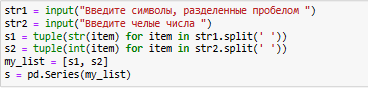 str1 = input("Введите символы, разделенные пробелом ")
str2 = input("Введите челые числа ")
s1 = tuple(str(item) for item in str1.split(' '))
s2 = tuple(int(item) for item in str2.split(' '))
my_list = [s1, s2]
s = pd.Series(my_list)